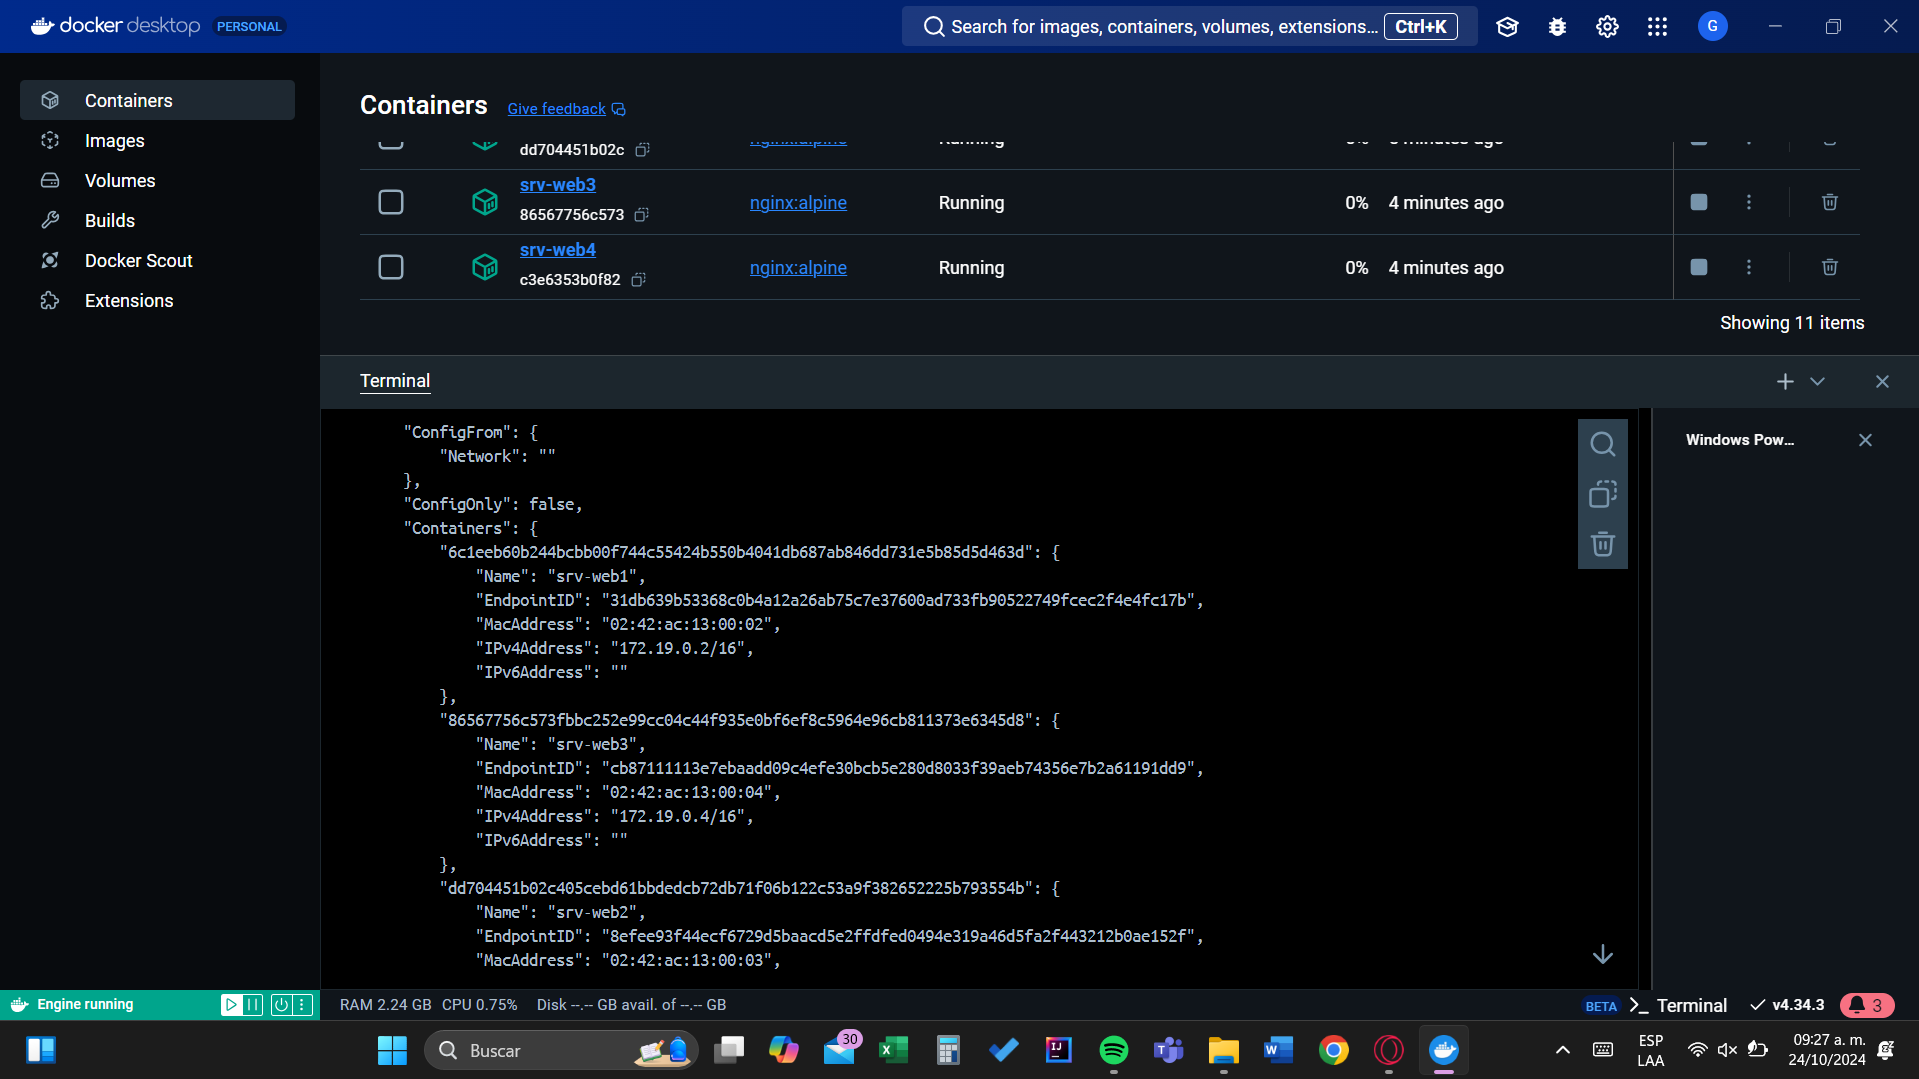 docker desktop PERSONAL
Search for images, containers, volumes, extensions... Ctrl+K
G
Containers
Images
Volumes
Builds
Docker Scout
Extensions
Containers Give feedback
dd704451b02c nginx:alpine Running 0% minutes ago
srv-web3
86567756c573 nginx:alpine Running 0% 4 minutes ago
srv-web4
c3e6353b0f82 nginx:alpine Running 0% 4 minutes ago
Showing 11 items
Terminal
Windows Pow...
"ConfigFrom": {
"Network": ""
},
"ConfigOnly": false,
"Containers": {
"6c1eeb60b244bcbb00f744c55424b550b4041db687ab846dd731e5b85d5d463d": {
"Name": "srv-web1",
"EndpointID": "31db639b53368c0b4a12a26ab75c7e37600ad733fb90522749fcec2f4e4fc17b",
"MacAddress": "02:42:ac:13:00:02",
"IPv4Address": "172.19.0.2/16",
"IPv6Address": ""
},
"86567756c573fbbc252e99cc04c44f935e0bf6ef8c5964e96cb811373e6345d8": {
"Name": "srv-web3",
"EndpointID": "cb87111113e7ebaadd09c4efe30bcb5e280d8033f39aeb74356e7b2a61191dd9",
"MacAddress": "02:42:ac:13:00:04",
"IPv4Address": "172.19.0.4/16",
"IPv6Address": ""
},
"dd704451b02c405cebd61bbdedcb72db71f06b122c53a9f382652225b793554b": {
"Name": "srv-web2",
"EndpointID": "8efee93f44ecf6729d5baacd5e2ffdfed0494e319a46d5fa2f443212b0ae152f",
"MacAddress": "02:42:ac:13:00:03",
Engine running
RAM 2.24 GB CPU 0.75% Disk --.-- GB avail. of --.-- GB
BETA Terminal v4.34.3 3
Buscar
30
ESP
LAA
09:27 a. m.
24/10/2024